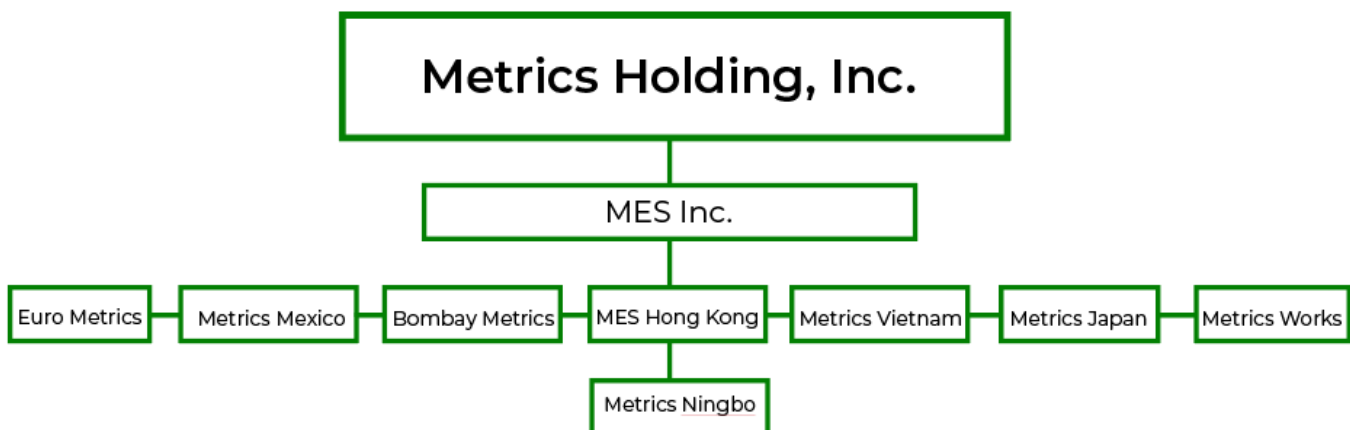 Metrics Holding, Inc.
MES Inc.
Euro Metrics
Metrics Mexico
Bombay Metrics
MES Hong Kong
Metrics Vietnam
Metrics Japan
Metrics Works
Metrics Ningbo